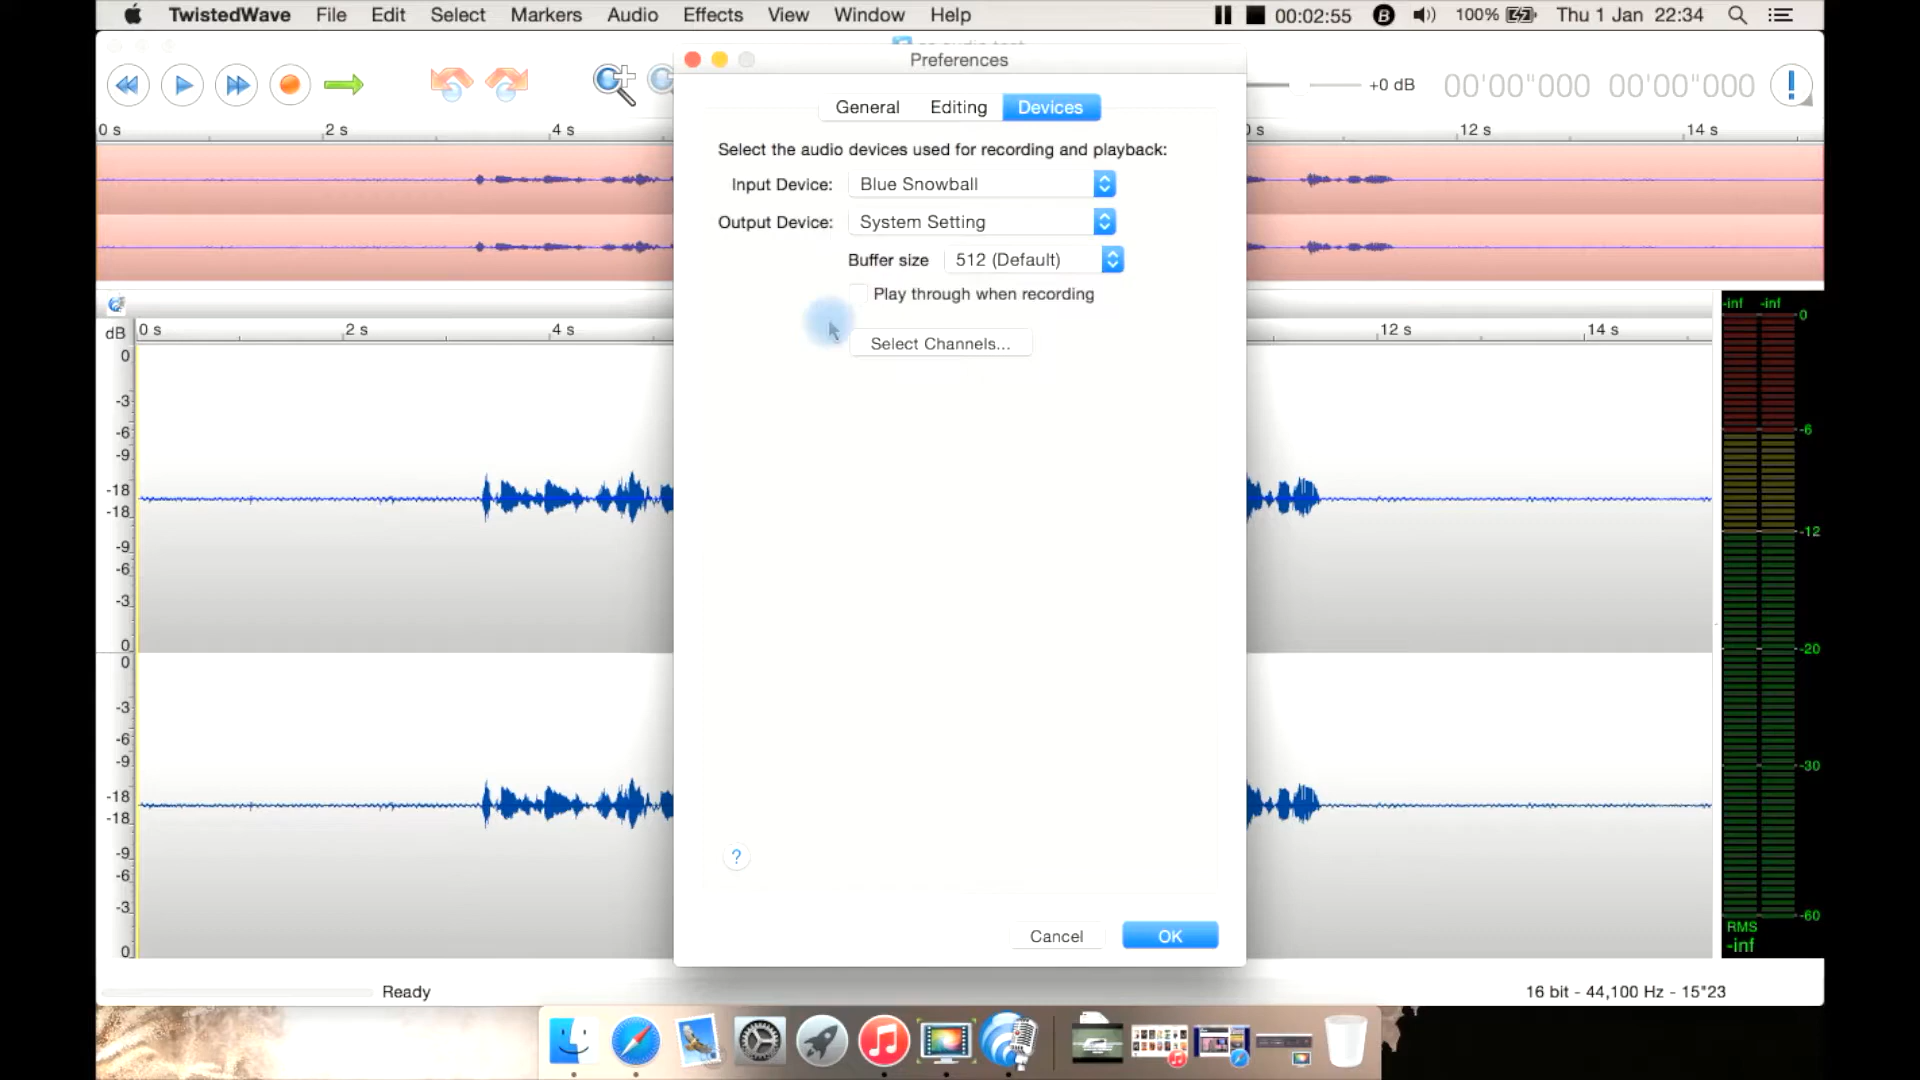 TwistedWave File Edit Select Markers Audio Effects View Window Help 00:02:55 100% Thu 1 Jan 22:34
Preferences
+0 dB 00'00"000 00'00"000
General Editing Devices
0 s 2 s 4 s 12 s 14 s
Select the audio devices used for recording and playback:
Input Device: Blue Snowball
Output Device: System Setting
Buffer size 512 (Default)
Play through when recording
Select Channels...
-inf -inf
0
dB 0 s 2 s 4 s 12 s 14 s
0
-3
-6
-9
-18
-18
-9
-6
-3
0
0
-3
-6
-9
-18
-18
-9
-6
-3
0
-6
-12
-20
-30
-60
RMS
-inf
?
Cancel OK
Ready 16 bit - 44,100 Hz - 15"23